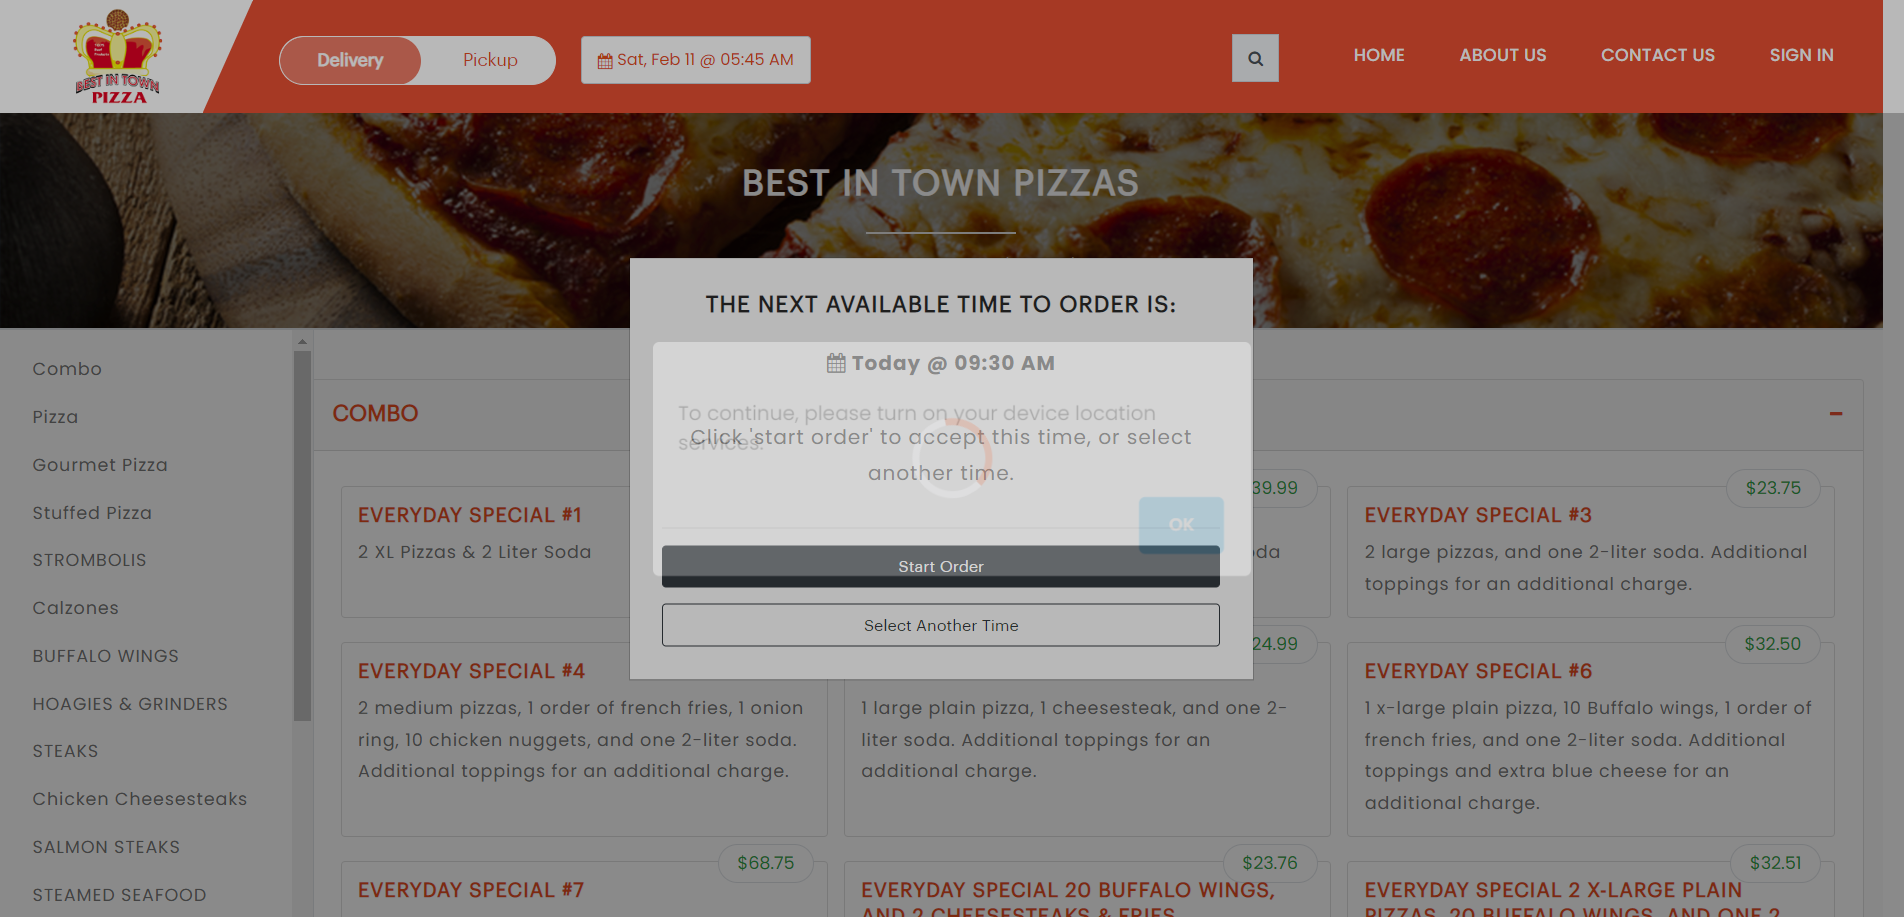 BEST IN TOWN
PIZZA
Delivery
Pickup
Sat, Feb 11 @ 05:45 AM
HOME
ABOUT US
CONTACT US
SIGN IN
BEST IN TOWN PIZZAS
THE NEXT AVAILABLE TIME TO ORDER IS:
Today @ 09:30 AM
To continue, please turn on your device location
services.
Click 'start order' to accept this time, or select
another time.
OK
Start Order
Select Another Time
Combo
Pizza
Gourmet Pizza
Stuffed Pizza
STROMBOLIS
Calzones
BUFFALO WINGS
HOAGIES & GRINDERS
STEAKS
Chicken Cheesesteaks
SALMON STEAKS
STEAMED SEAFOOD
COMBO
EVERYDAY SPECIAL #1
2 XL Pizzas & 2 Liter Soda
39.99
$23.75
EVERYDAY SPECIAL #3
2 large pizzas, and one 2-liter soda. Additional
toppings for an additional charge.
EVERYDAY SPECIAL #4
2 medium pizzas, 1 order of french fries, 1 onion
ring, 10 chicken nuggets, and one 2-liter soda.
Additional toppings for an additional charge.
24.99
1 large plain pizza, 1 cheesesteak, and one 2-
liter soda. Additional toppings for an
additional charge.
$32.50
EVERYDAY SPECIAL #6
1 x-large plain pizza, 10 Buffalo wings, 1 order of
french fries, and one 2-liter soda. Additional
toppings and extra blue cheese for an
additional charge.
$68.75
EVERYDAY SPECIAL #7
$23.76
EVERYDAY SPECIAL 20 BUFFALO WINGS,
AND 2 CHEESESTEAKS & FRIES
$32.51
EVERYDAY SPECIAL 2 X-LARGE PLAIN
PIZZAS, 20 BUFFALO WINGS, AND ONE 2